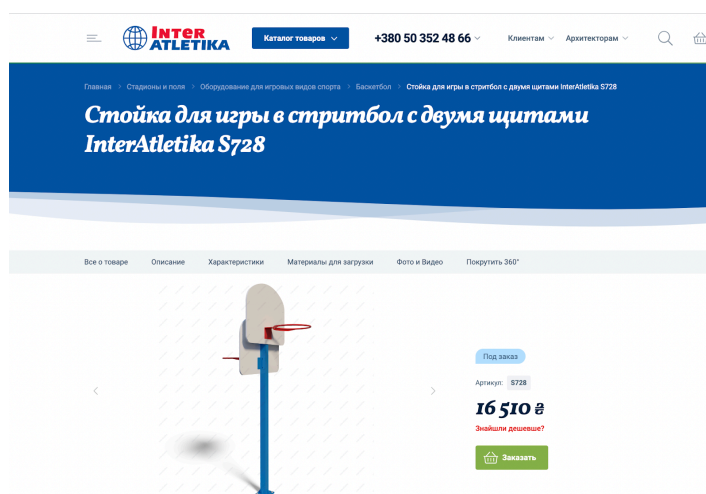 INTER
ATLETIKA
Каталог товаров
+380 50 352 48 66
Клиентам
Архитекторам
Главная
Стадионы и поля
Оборудование для игровых видов спорта
Баскетбол
Стойка для игры в стритбол с двумя щитами InterAtletika S728
Стойка для игры в стритбол с двумя щитами
InterAtletika S728
Все о товаре
Описание
Характеристики
Материалы для загрузки
Фото и Видео
Покрутить 360°
Под заказ
Артикул: S728
16 510 ₴
Знайшли дешевше?
Заказать